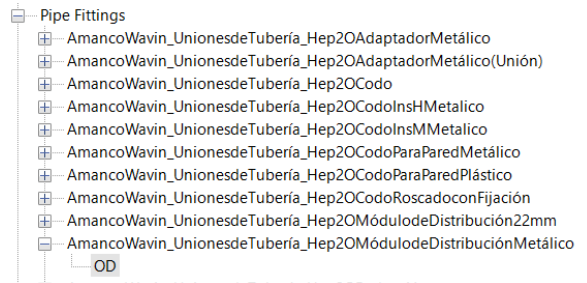 Pipe Fittings
AmancoWavin_UnionesdeTubería_Hep2OAdaptadorMetálico
AmancoWavin_UnionesdeTubería_Hep2OAdaptadorMetálico(Unión)
AmancoWavin_UnionesdeTubería_Hep2OCodo
AmancoWavin_UnionesdeTubería_Hep2OCodoInsHMetalico
AmancoWavin_UnionesdeTubería_Hep2OCodoInsMMetalico
AmancoWavin_UnionesdeTubería_Hep2OCodoParaParedMetálico
AmancoWavin_UnionesdeTubería_Hep2OCodoParaParedPlástico
AmancoWavin_UnionesdeTubería_Hep2OCodoRoscadoconFijación
AmancoWavin_UnionesdeTubería_Hep2OMódulodeDistribución22mm
AmancoWavin_UnionesdeTubería_Hep2OMódulodeDistribuciónMetálico
OD